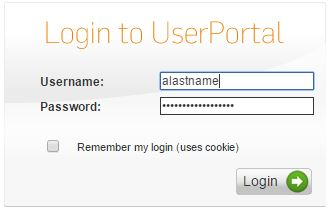 Login to UserPortal
Username: alastname
Password: ••••••••••••••••••
Remember my login (uses cookie)
Login